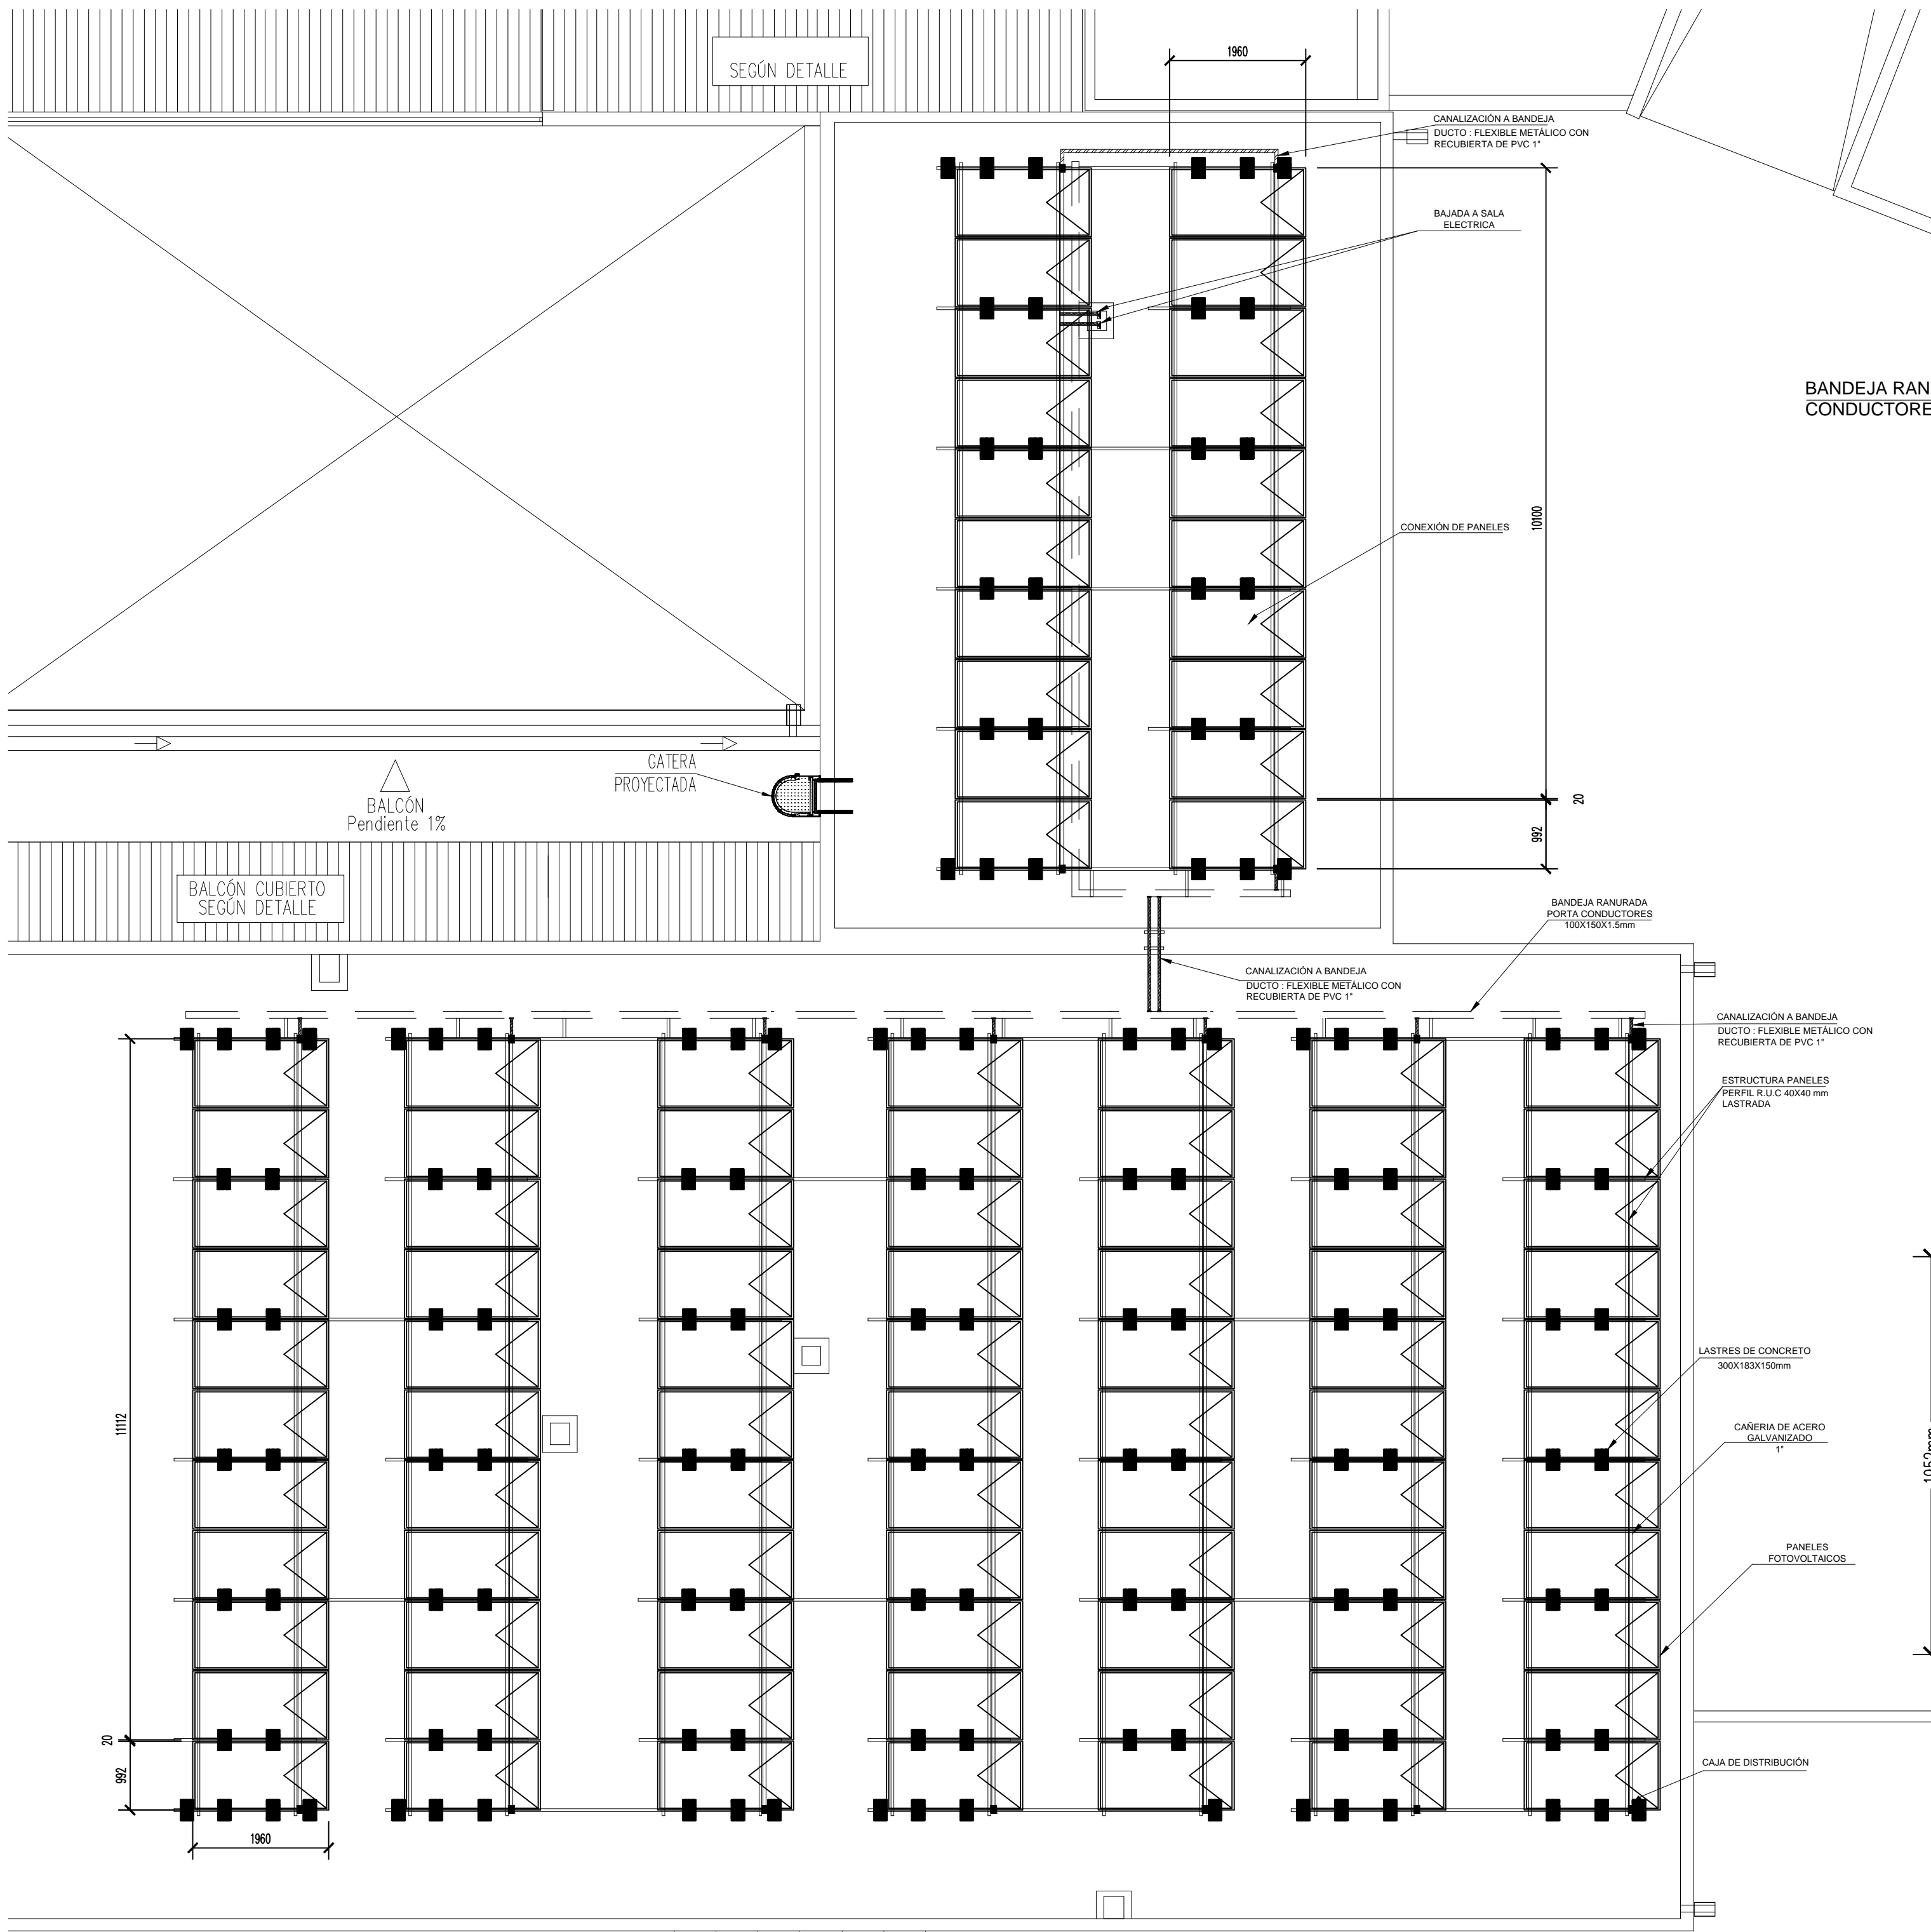 SEGÚN DETALLE
1960
CANALIZACIÓN A BANDEJA
DUCTO : FLEXIBLE METÁLICO CON
RECUBIERTA DE PVC 1"
BAJADA A SALA
ELECTRICA
BANDEJA RAN
CONDUCTORE
CONEXIÓN DE PANELES
10100
20
992
GATERA
PROYECTADA
BALCÓN
Pendiente 1%
BALCÓN CUBIERTO
SEGÚN DETALLE
BANDEJA RANURADA
PORTA CONDUCTORES
100X150X1.5mm
CANALIZACIÓN A BANDEJA
DUCTO : FLEXIBLE METÁLICO CON
RECUBIERTA DE PVC 1"
CANALIZACIÓN A BANDEJA
DUCTO : FLEXIBLE METÁLICO CON
RECUBIERTA DE PVC 1"
ESTRUCTURA PANELES
PERFIL R.U.C 40X40 mm
LASTRADA
LASTRES DE CONCRETO
300X183X150mm
11112
CAÑERIA DE ACERO
GALVANIZADO
1"
PANELES
FOTOVOLTAICOS
20
992
CAJA DE DISTRIBUCIÓN
1960